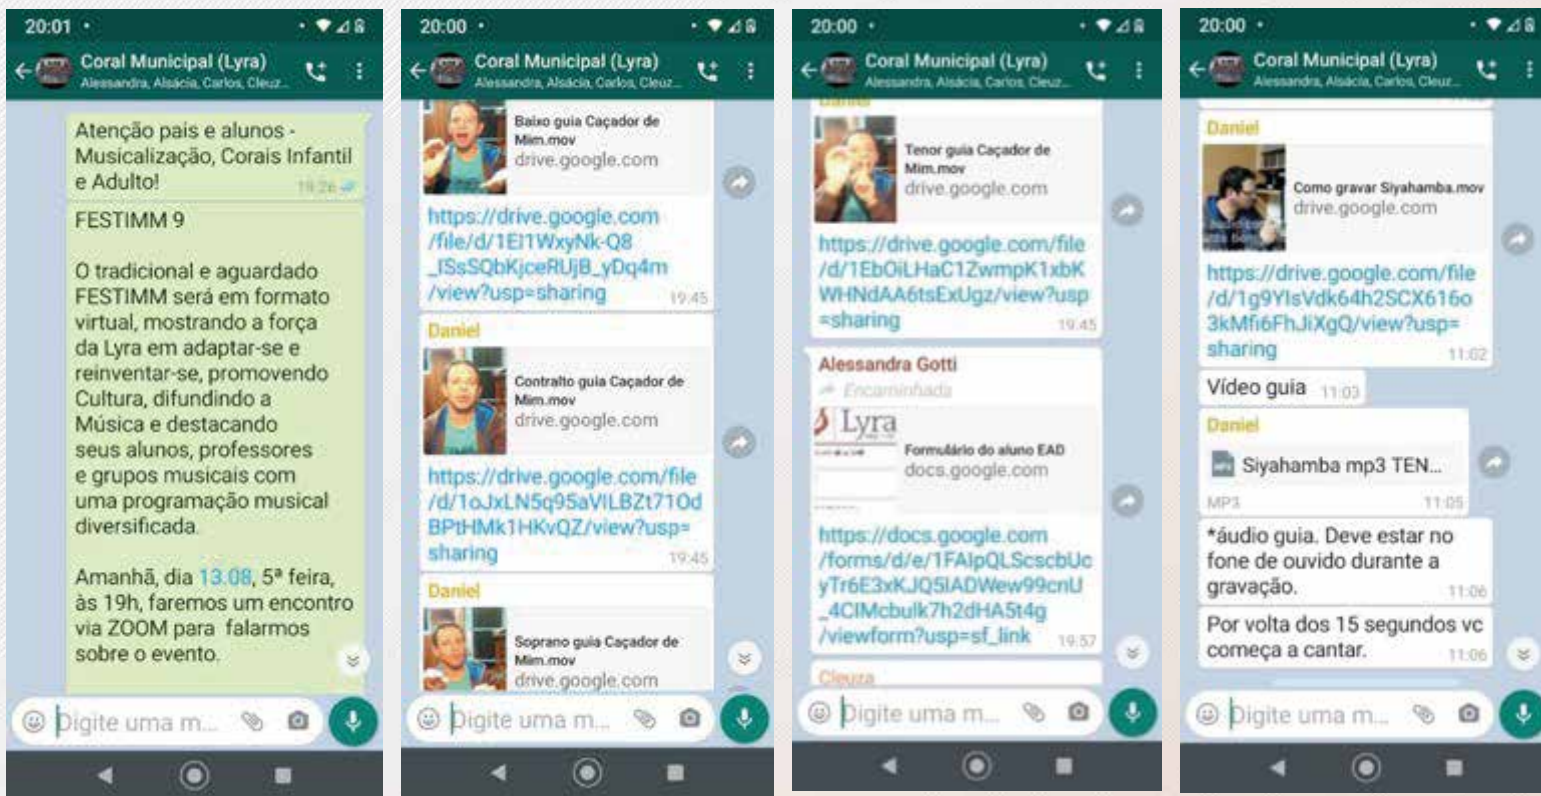 20:01
Coral Municipal (Lyra)
Alessandra, Alsácia, Carlos, Cleuz...
Atenção pais e alunos -
Musicalização, Corais Infantil
e Adulto!
19:26
FESTIMM 9
O tradicional e aguardado
FESTIMM será em formato
virtual, mostrando a força
da Lyra em adaptar-se e
reinventar-se, promovendo
Cultura, difundindo a
Música e destacando
seus alunos, professores
e grupos musicais com
uma programação musical
diversificada.
Amanhã, dia 13.08, 5ª feira,
às 19h, faremos um encontro
via ZOOM para falarmos
sobre o evento.
Digite uma m...
20:00
Coral Municipal (Lyra)
Alessandra, Alsácia, Carlos, Cleuz...
Baixo guia Caçador de
Mim.mov
drive.google.com
https://drive.google.com
/file/d/1EI1WxyNk-Q8
_ISsSQbKjceRUjB_yDq4m
/view?usp=sharing
19:45
Daniel
Contralto guia Caçador de
Mim.mov
drive.google.com
https://drive.google.com/file
/d/1oJxLN5q95aVILBZt71Od
BPtHMk1HKvQZ/view?usp=
sharing
19:45
Daniel
Soprano guia Caçador de
Mim.mov
drive.google.com
Digite uma m...
20:00
Coral Municipal (Lyra)
Alessandra, Alsácia, Carlos, Cleuz...
Daniel
Tenor guia Caçador de
Mim.mov
drive.google.com
https://drive.google.com/file
/d/1EbOiLHaC1ZwmpK1xbK
WHNdAA6tsExUgz/view?usp
=sharing
19:45
Alessandra Gotti
Encaminhada
Lyra
Formulário do aluno EAD
docs.google.com
https://docs.google.com
/forms/d/e/1FAIpQLScscbUc
yTr6E3xKJQ5IADWew99cnU
_4CIMcbulk7h2dHA5t4g
/viewform?usp=sf_link
19:57
Cleuza
Digite uma m...
20:00
Coral Municipal (Lyra)
Alessandra, Alsácia, Carlos, Cleuz...
Daniel
Como gravar Siyahamba.mov
drive.google.com
https://drive.google.com/file
/d/1g9YIsVdk64h2SCX616o
3kMfi6FhJiXgQ/view?usp=
sharing
11:02
Vídeo guia
11:03
Daniel
Siyahamba mp3 TEN...
MP3
11:05
*áudio guia. Deve estar no
fone de ouvido durante a
gravação.
11:06
Por volta dos 15 segundos vc
começa a cantar.
11:06
Digite uma m...